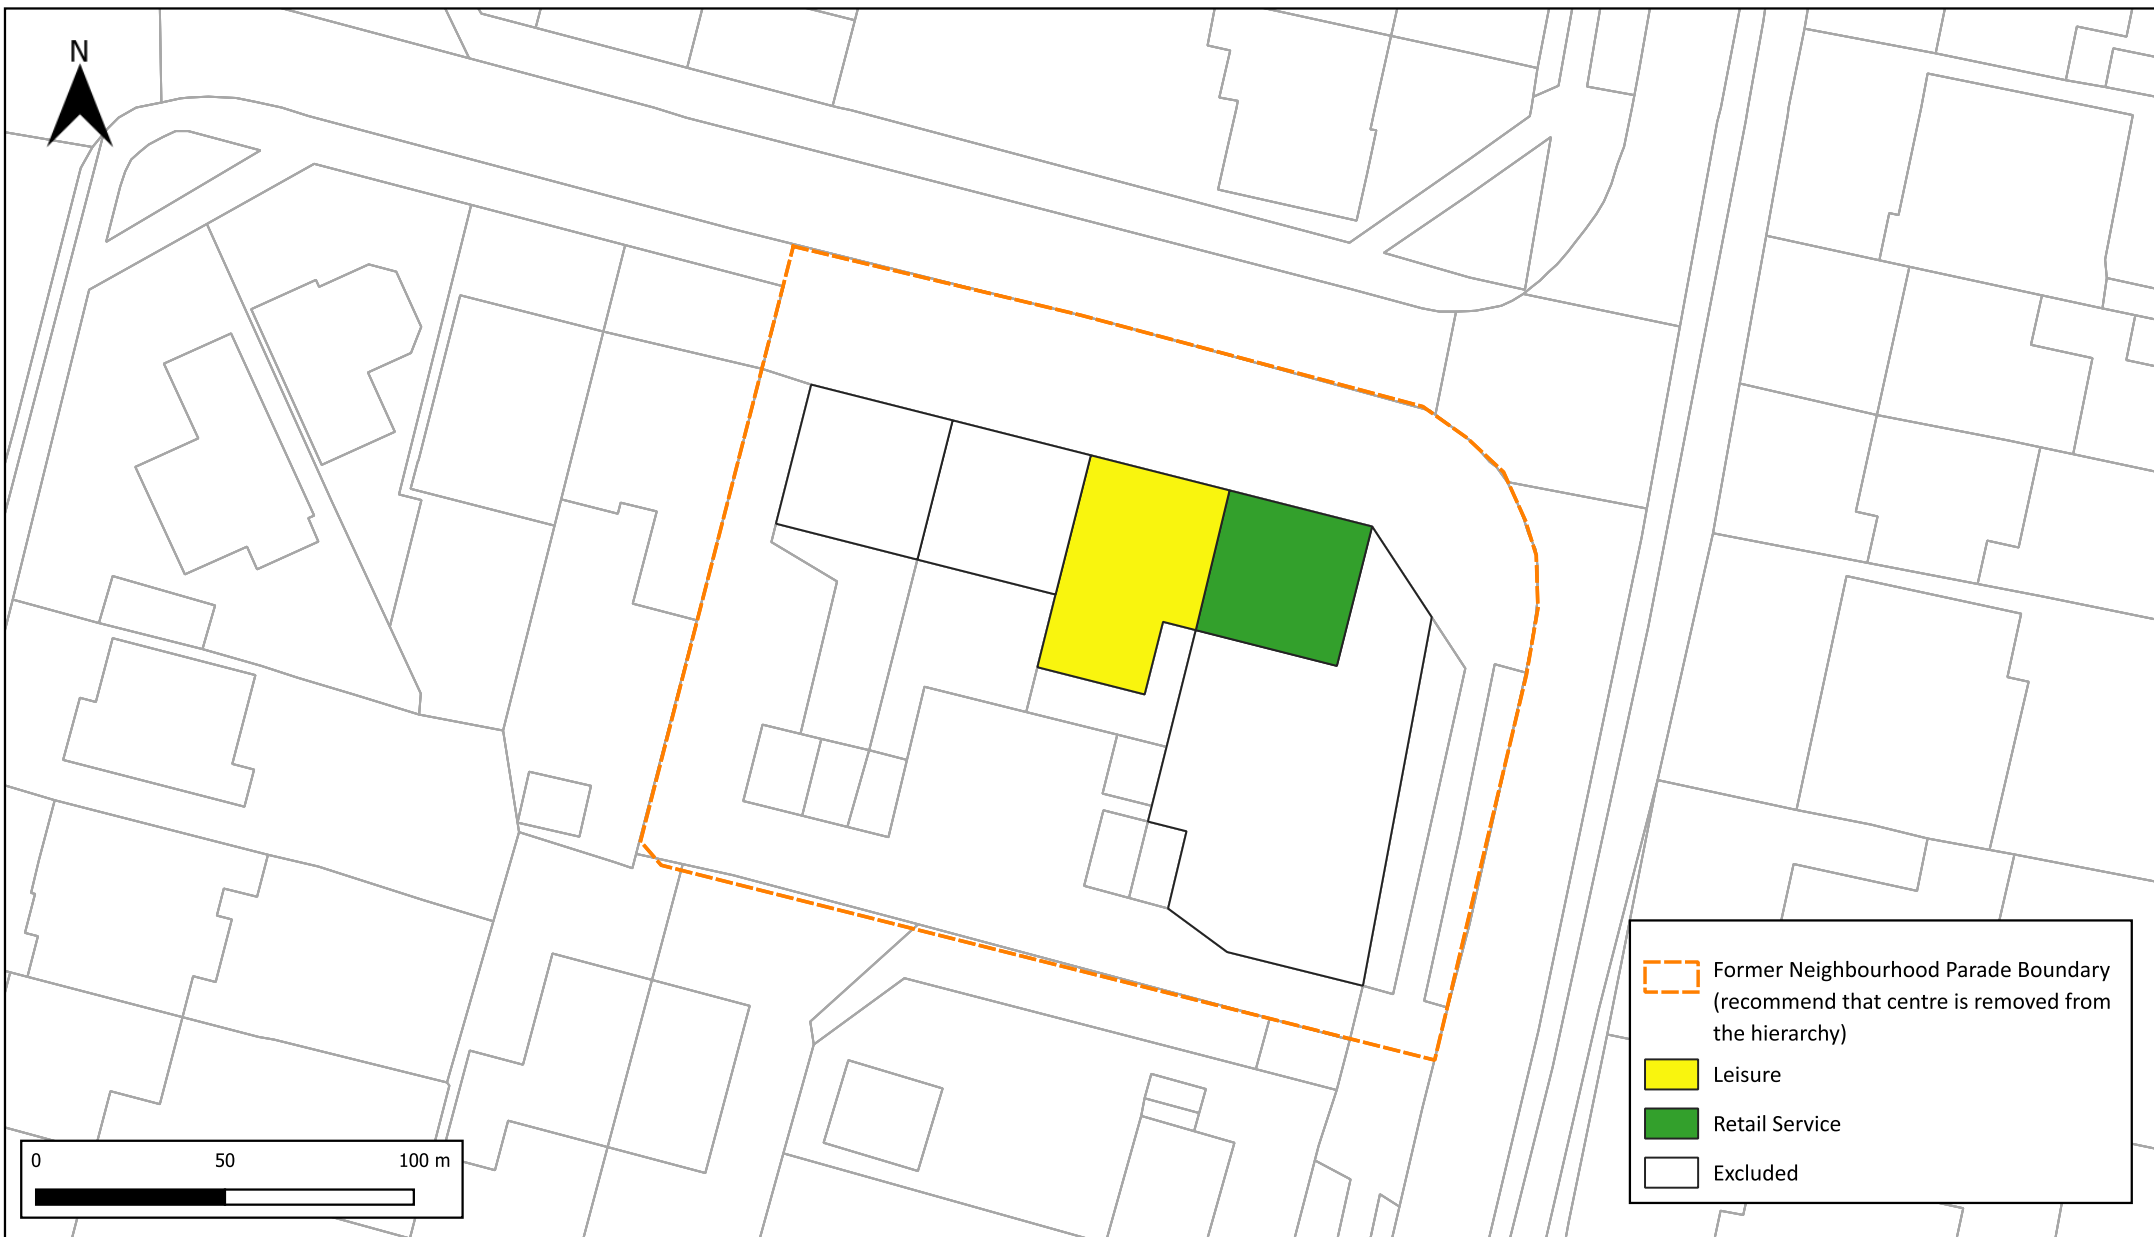 N
Former Neighbourhood Parade Boundary
(recommend that centre is removed from
the hierarchy)
Leisure
Retail Service
Excluded
0 50 100 m